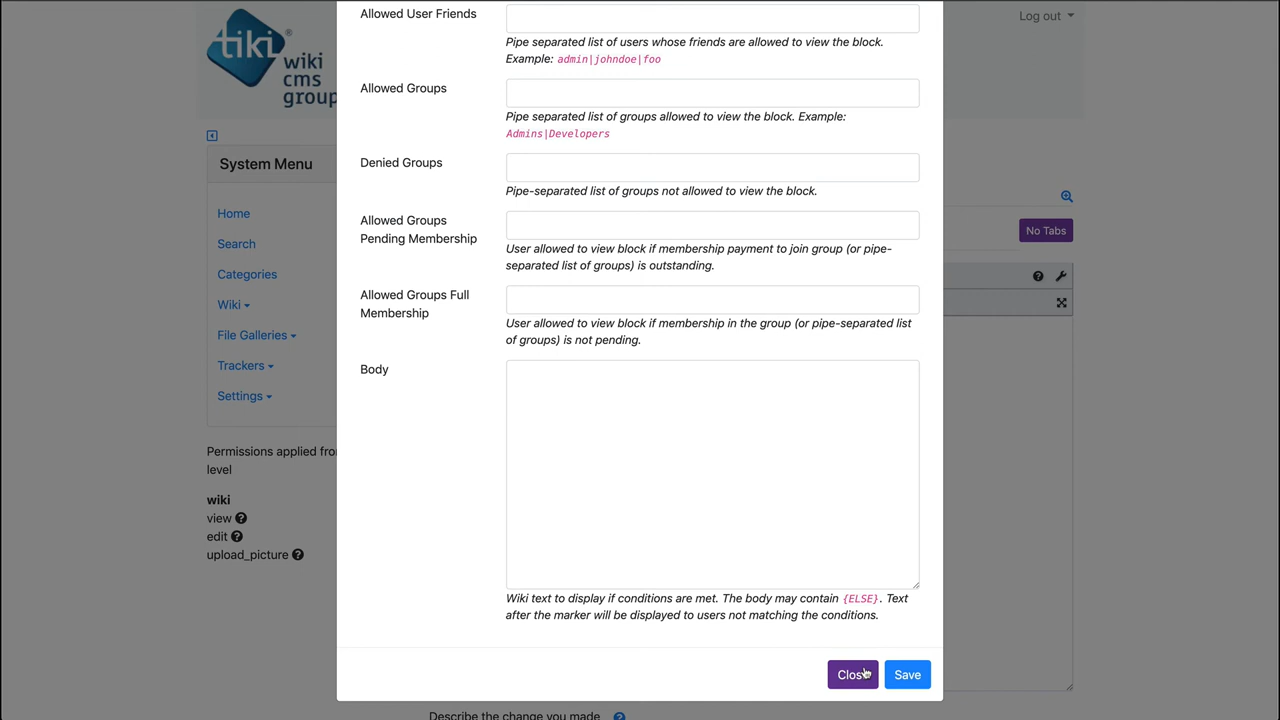 Allowed User Friends
Log out
Pipe separated list of users whose friends are allowed to view the block.
Example: admin|johndoe|foo
tiki
wiki
cms
group
Allowed Groups
Pipe separated list of groups allowed to view the block. Example:
Admins|Developers
System Menu
Denied Groups
Pipe-separated list of groups not allowed to view the block.
Home
Search
Categories
Wiki
File Galleries
Trackers
Settings
Allowed Groups
Pending Membership
User allowed to view block if membership payment to join group (or pipe-
separated list of groups) is outstanding.
No Tabs
Allowed Groups Full
Membership
User allowed to view block if membership in the group (or pipe-separated list
of groups) is not pending.
Body
Permissions applied from
level
wiki
view
edit
upload_picture
Wiki text to display if conditions are met. The body may contain {ELSE}. Text
after the marker will be displayed to users not matching the conditions.
Close
Save
Describe the change you made